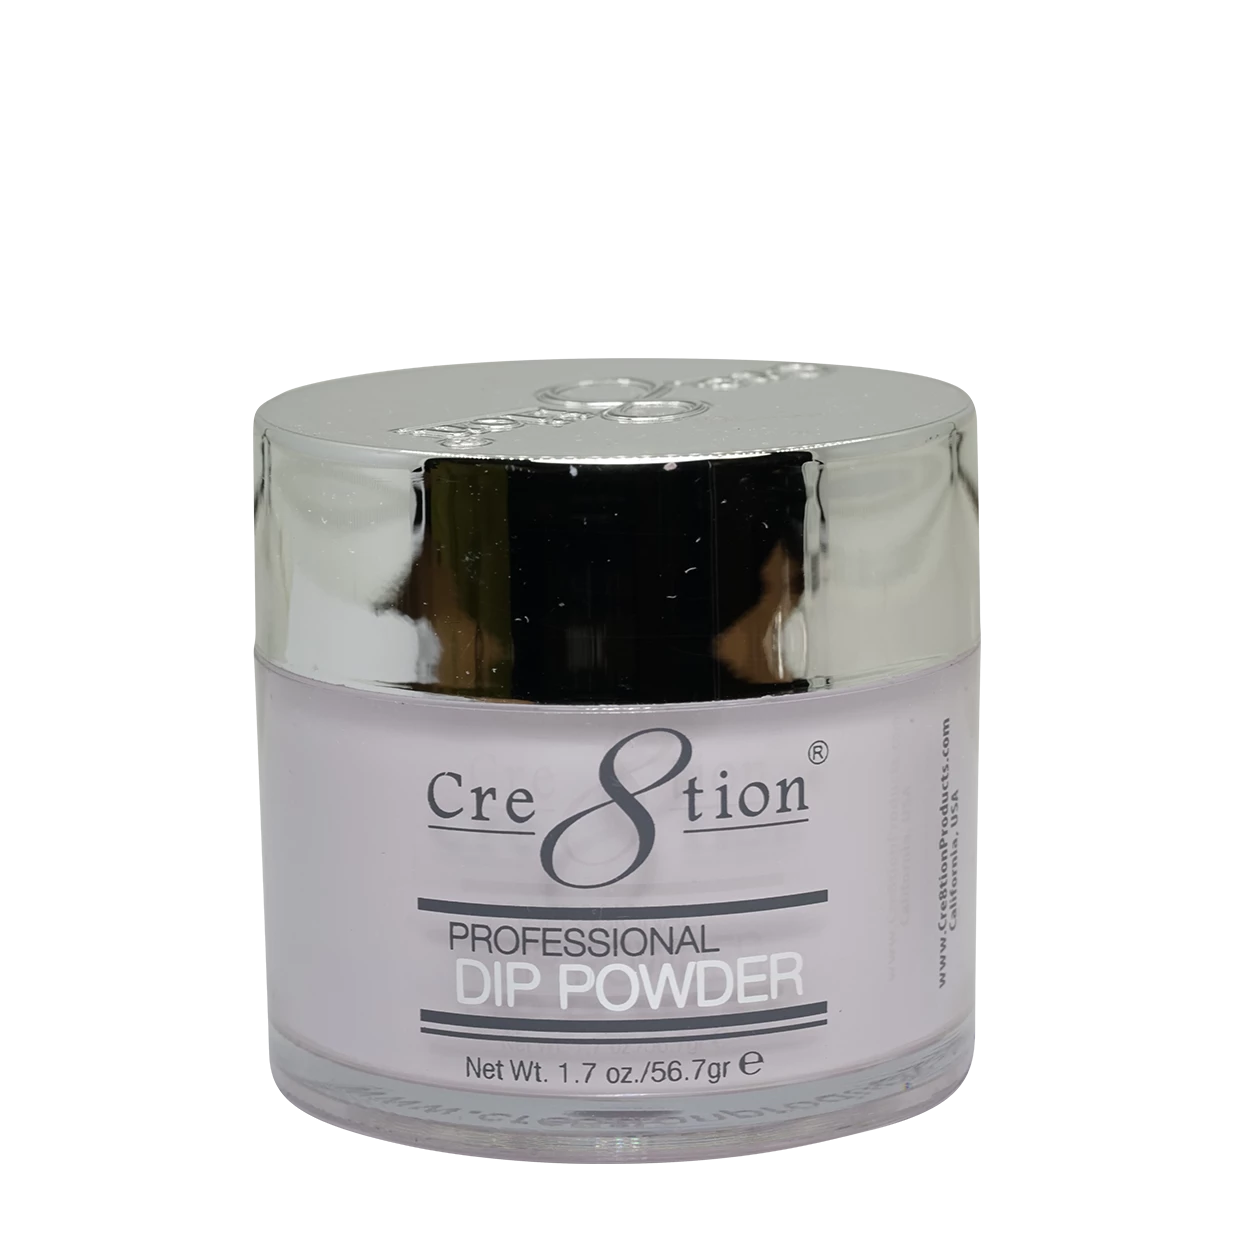 Cre8tion®
PROFESSIONAL
DIP POWDER
Net Wt. 1.7 oz./56.7gr ℮
www.Cre8tionProducts.com
California, USA